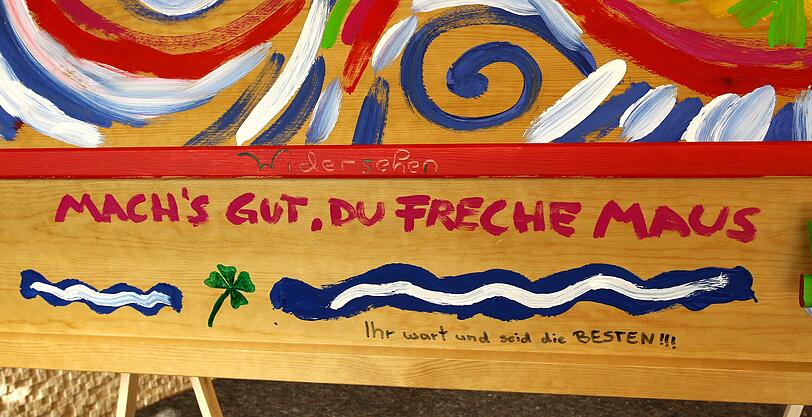 Widersehen
MACH'S GUT, DU FRECHE MAUS
Ihr wart und seid die BESTEN!!!